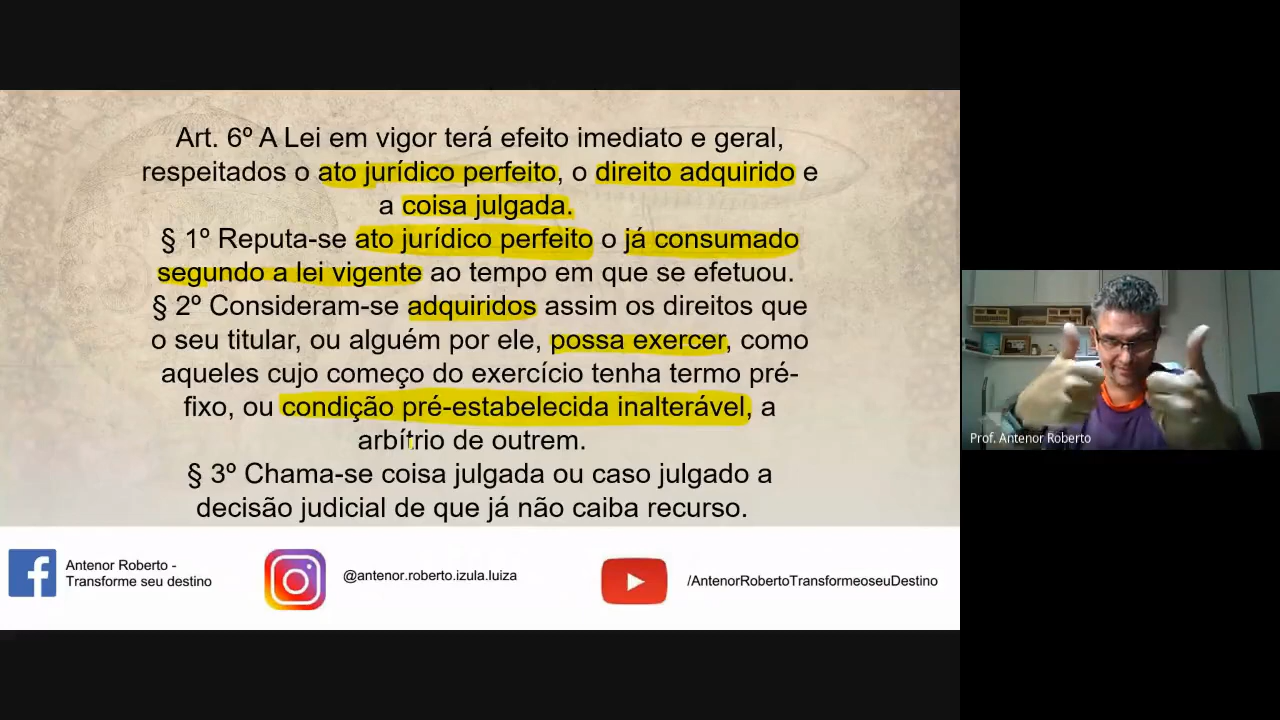 Art. 6º A Lei em vigor terá efeito imediato e geral,
respeitados o ato jurídico perfeito, o direito adquirido e
a coisa julgada.
§ 1º Reputa-se ato jurídico perfeito o já consumado
segundo a lei vigente ao tempo em que se efetuou.
§ 2º Consideram-se adquiridos assim os direitos que
o seu titular, ou alguém por ele, possa exercer, como
aqueles cujo começo do exercício tenha termo pré-
fixo, ou condição pré-estabelecida inalterável, a
arbítrio de outrem.
§ 3º Chama-se coisa julgada ou caso julgado a
decisão judicial de que já não caiba recurso.
Antenor Roberto -
Transforme seu destino
@antenor.roberto.izula.luiza
/AntenorRobertoTransformeoseuDestino
Prof. Antenor Roberto